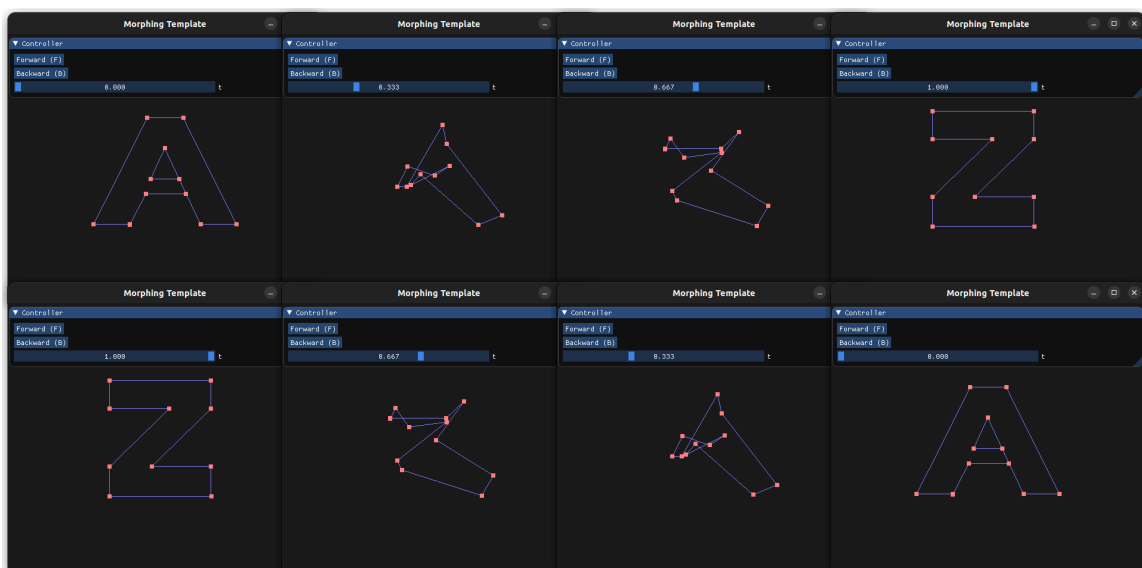 Morphing Template
▼ Controller
Forward (F)
Backward (B)
0.000 t
Morphing Template
▼ Controller
Forward (F)
Backward (B)
0.333 t
Morphing Template
▼ Controller
Forward (F)
Backward (B)
0.667 t
Morphing Template
▼ Controller
Forward (F)
Backward (B)
1.000 t
Morphing Template
▼ Controller
Forward (F)
Backward (B)
1.000 t
Morphing Template
▼ Controller
Forward (F)
Backward (B)
0.667 t
Morphing Template
▼ Controller
Forward (F)
Backward (B)
0.333 t
Morphing Template
▼ Controller
Forward (F)
Backward (B)
0.000 t